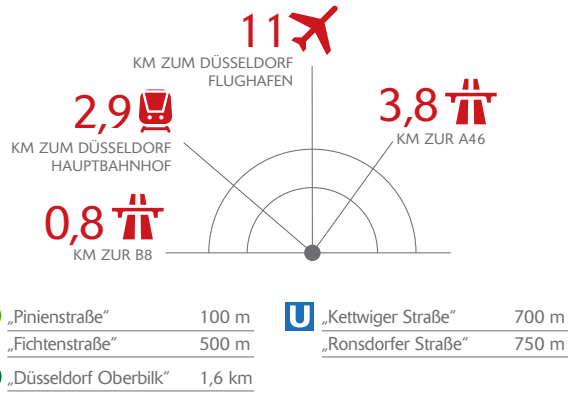 11
KM ZUM DÜSSELDORF
FLUGHAFEN
2,9
KM ZUM DÜSSELDORF
HAUPTBAHNHOF
3,8
KM ZUR A46
0,8
KM ZUR B8
„Pinienstraße“ 100 m
„Fichtenstraße“ 500 m
„Düsseldorf Oberbilk“ 1,6 km
U „Kettwiger Straße“ 700 m
„Ronsdorfer Straße“ 750 m